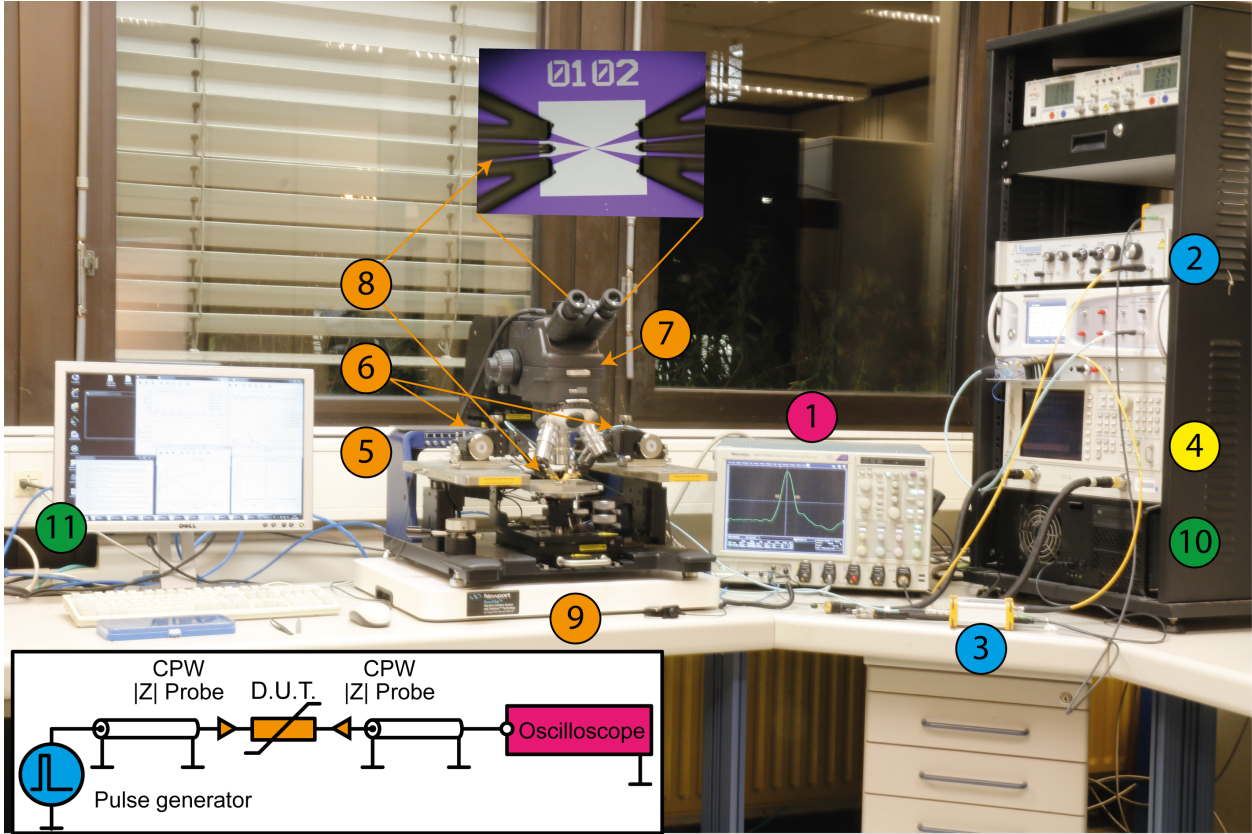 0102
8
2
7
6
1
5
4
11
10
DELL
Newport
9
3
CPW
|Z| Probe
D.U.T.
CPW
|Z| Probe
Oscilloscope
Pulse generator